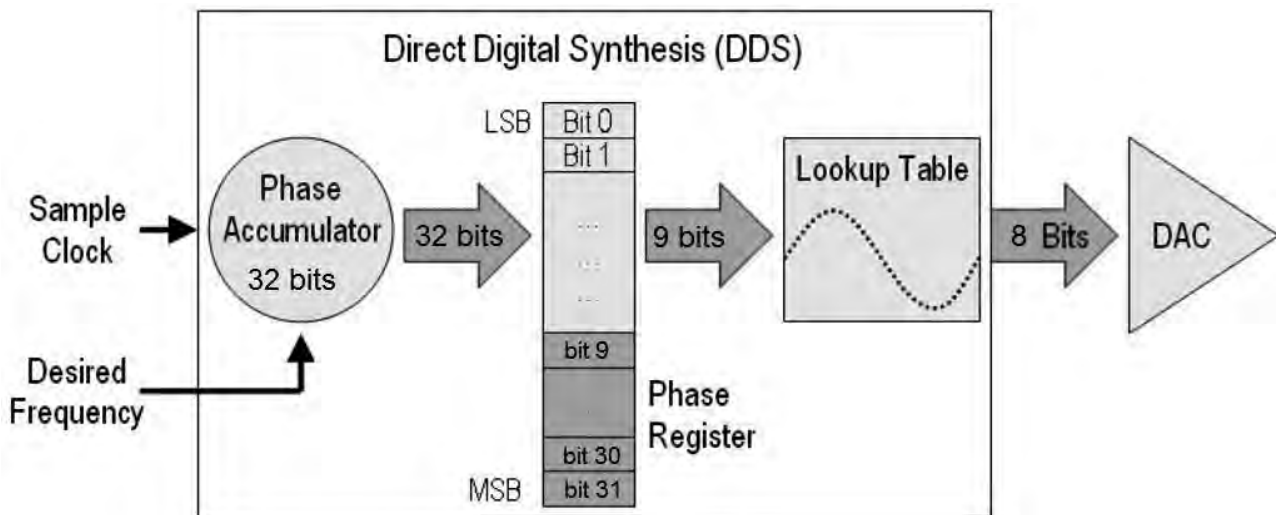 Direct Digital Synthesis (DDS)
LSB
Bit 0
Bit 1
...
...
...
bit 9
bit 30
MSB
bit 31
Sample
Clock
Phase
Accumulator
32 bits
32 bits
9 bits
Lookup Table
8 Bits
DAC
Desired
Frequency
Phase
Register